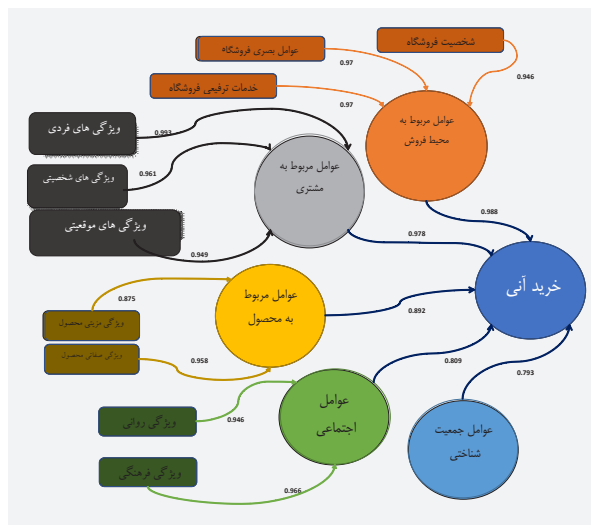 شخصیت فروشگاه
عوامل بصری فروشگاه
0.97
0.946
خدمات ترفیعی فروشگاه
0.97
ویژگی های فردی
0.993
عوامل مربوط به
محیط فروش
عوامل مربوط به
مشتری
ویژگی های شخصیتی
0.961
ویژگی های موقعیتی
0.949
0.988
0.978
خرید آنی
عوامل مربوط
به محصول
0.875
0.892
ویژگی مزیتی محصول
ویژگی صفاتی محصول
0.958
0.809
0.793
عوامل
اجتماعی
ویژگی روانی
0.946
عوامل جمعیت
شناختی
ویژگی فرهنگی
0.966